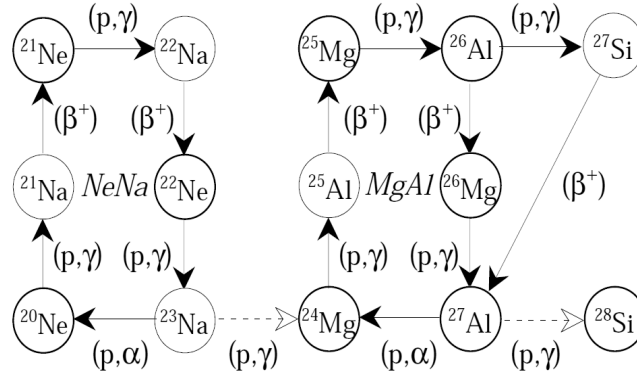 (p,γ) (p,γ) (p,γ)
²¹Ne ²²Na ²⁵Mg ²⁶Al ²⁷Si
(β⁺) (β⁺) (β⁺) (β⁺)
²¹Na NeNa ²²Ne ²⁵Al MgAl ²⁶Mg (β⁺)
(p,γ) (p,γ) (p,γ) (p,γ)
²⁰Ne ²³Na ²⁴Mg ²⁷Al ²⁸Si
(p,α) (p,γ) (p,α) (p,γ)